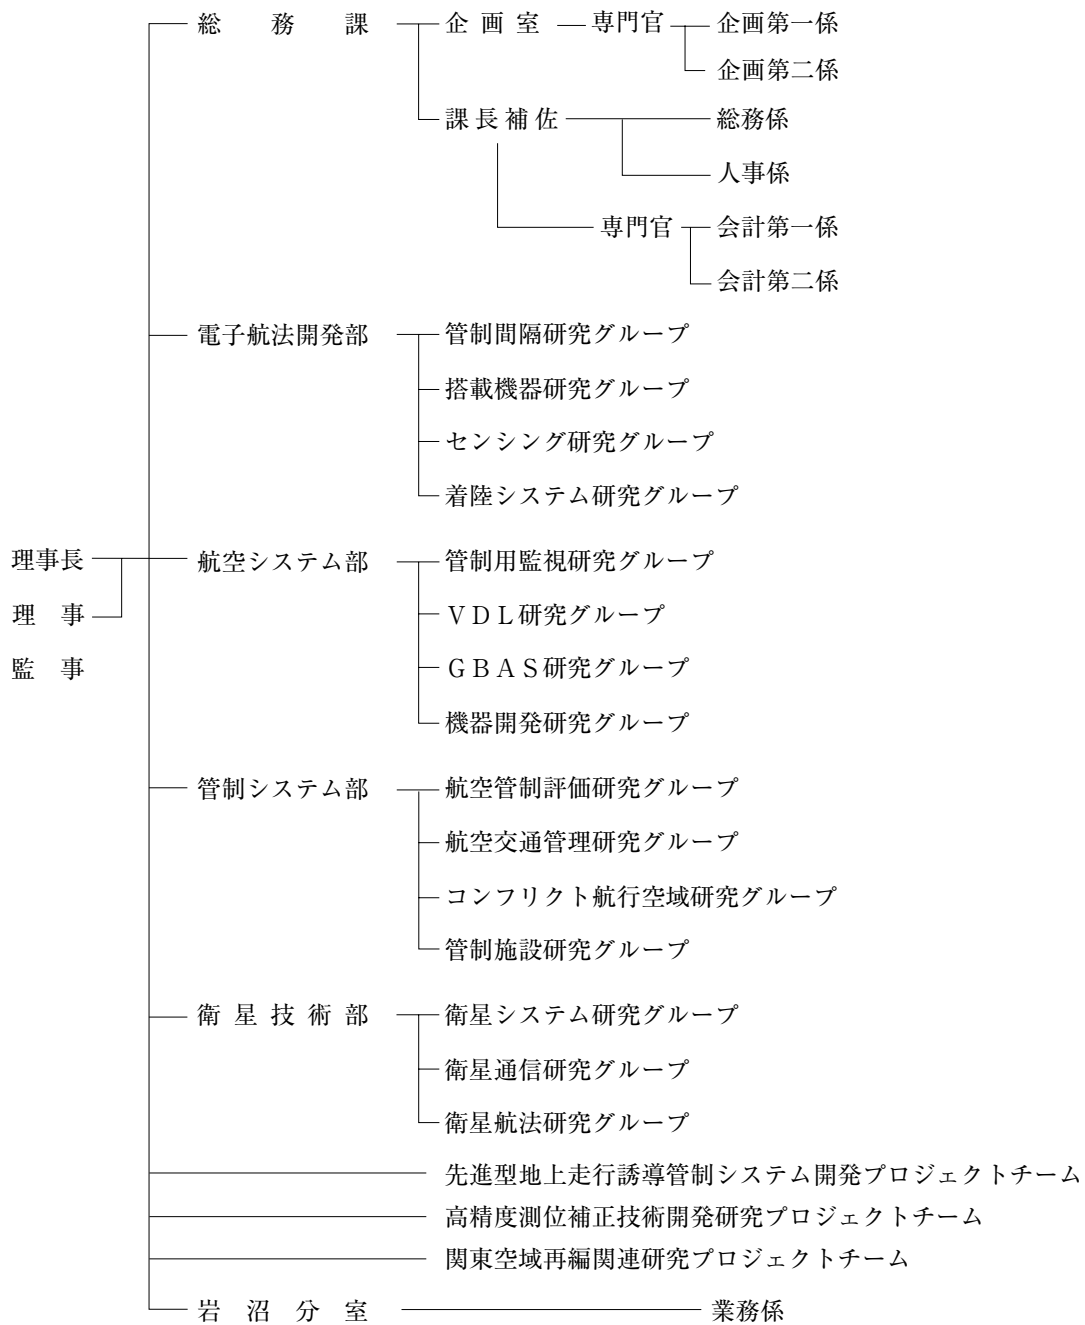 総務課 企画室 専門官 企画第一係
企画第二係
課長補佐 総務係
人事係
専門官 会計第一係
会計第二係
電子航法開発部 管制間隔研究グループ
搭載機器研究グループ
センシング研究グループ
着陸システム研究グループ
理事長 航空システム部 管制用監視研究グループ
理事 ＶＤＬ研究グループ
監事 ＧＢＡＳ研究グループ
機器開発研究グループ
管制システム部 航空管制評価研究グループ
航空交通管理研究グループ
コンフリクト航行空域研究グループ
管制施設研究グループ
衛星技術部 衛星システム研究グループ
衛星通信研究グループ
衛星航法研究グループ
先進型地上走行誘導管制システム開発プロジェクトチーム
高精度測位補正技術開発研究プロジェクトチーム
関東空域再編関連研究プロジェクトチーム
岩沼分室 業務係